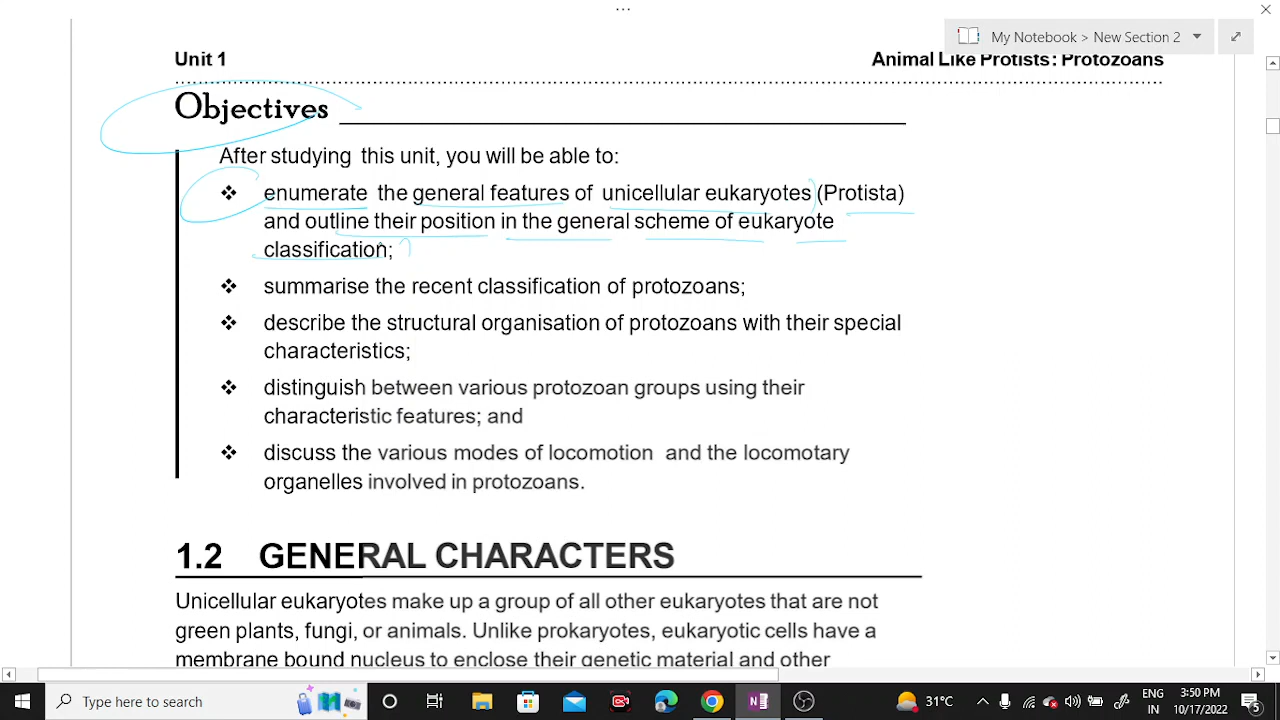 ...
My Notebook > New Section 2
Unit 1
Animal Like Protists: Protozoans
Objectives
After studying this unit, you will be able to:
❖ enumerate the general features of unicellular eukaryotes (Protista)
and outline their position in the general scheme of eukaryote
classification;
❖ summarise the recent classification of protozoans;
❖ describe the structural organisation of protozoans with their special
characteristics;
❖ distinguish between various protozoan groups using their
characteristic features; and
❖ discuss the various modes of locomotion and the locomotary
organelles involved in protozoans.
1.2 GENERAL CHARACTERS
Unicellular eukaryotes make up a group of all other eukaryotes that are not
green plants, fungi, or animals. Unlike prokaryotes, eukaryotic cells have a
membrane bound nucleus to enclose their genetic material and other
Type here to search
31°C
ENG
IN
3:50 PM
10/17/2022
5